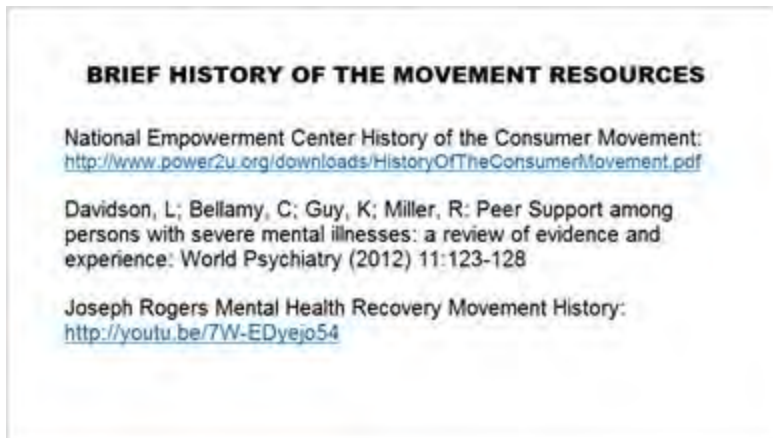 BRIEF HISTORY OF THE MOVEMENT RESOURCES
National Empowerment Center History of the Consumer Movement:
http://www.power2u.org/downloads/HistoryOfTheConsumerMovement.pdf
Davidson, L; Bellamy, C; Guy, K; Miller, R: Peer Support among
persons with severe mental illnesses: a review of evidence and
experience: World Psychiatry (2012) 11:123-128
Joseph Rogers Mental Health Recovery Movement History:
http://youtu.be/7W-EDyejo54